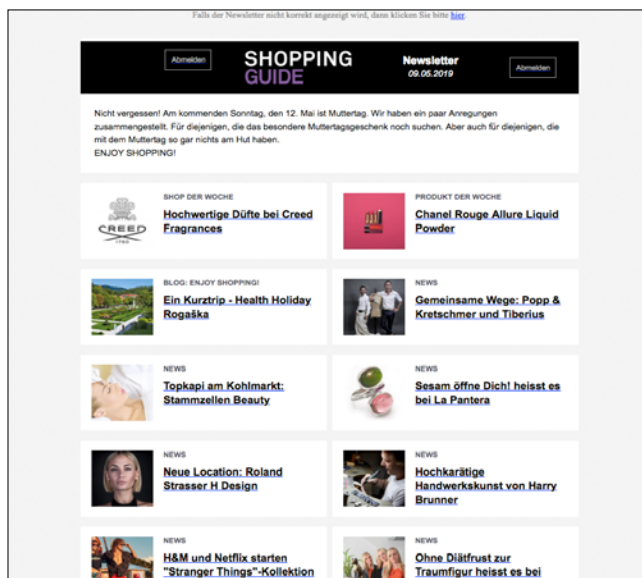 Falls der Newsletter nicht korrekt angezeigt wird, dann klicken Sie bitte hier.
Abmelden
SHOPPING
GUIDE
Newsletter
09.05.2019
Abmelden
Nicht vergessen! Am kommenden Sonntag, den 12. Mai ist Muttertag. Wir haben ein paar Anregungen
zusammengestellt. Für diejenigen, die das besondere Muttertagsgeschenk noch suchen. Aber auch für diejenigen, die
mit dem Muttertag so gar nichts am Hut haben.
ENJOY SHOPPING!
CREED
1760
SHOP DER WOCHE
Hochwertige Düfte bei Creed
Fragrances
PRODUKT DER WOCHE
Chanel Rouge Allure Liquid
Powder
BLOG: ENJOY SHOPPING!
Ein Kurztrip - Health Holiday
Rogaška
NEWS
Gemeinsame Wege: Popp &
Kretschmer und Tiberius
NEWS
Topkapi am Kohlmarkt:
Stammzellen Beauty
NEWS
Sesam öffne Dich! heisst es
bei La Pantera
NEWS
Neue Location: Roland
Strasser H Design
NEWS
Hochkarätige
Handwerkskunst von Harry
Brunner
NEWS
H&M und Netflix starten
"Stranger Things"-Kollektion
NEWS
Ohne Diätfrust zur
Traumfigur heisst es bei